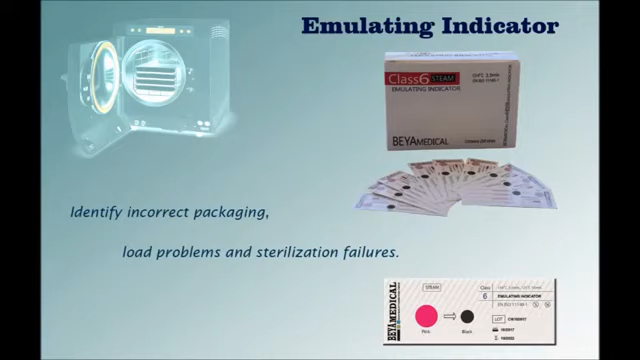 Emulating Indicator
Class6 STEAM
EMULATING INDICATOR
BEYAMEDICAL
Identify incorrect packaging,
load problems and sterilization failures.
STEAM
Class
6
EMULATING INDICATOR
BEYAMEDICAL
Pink
Black
LOT